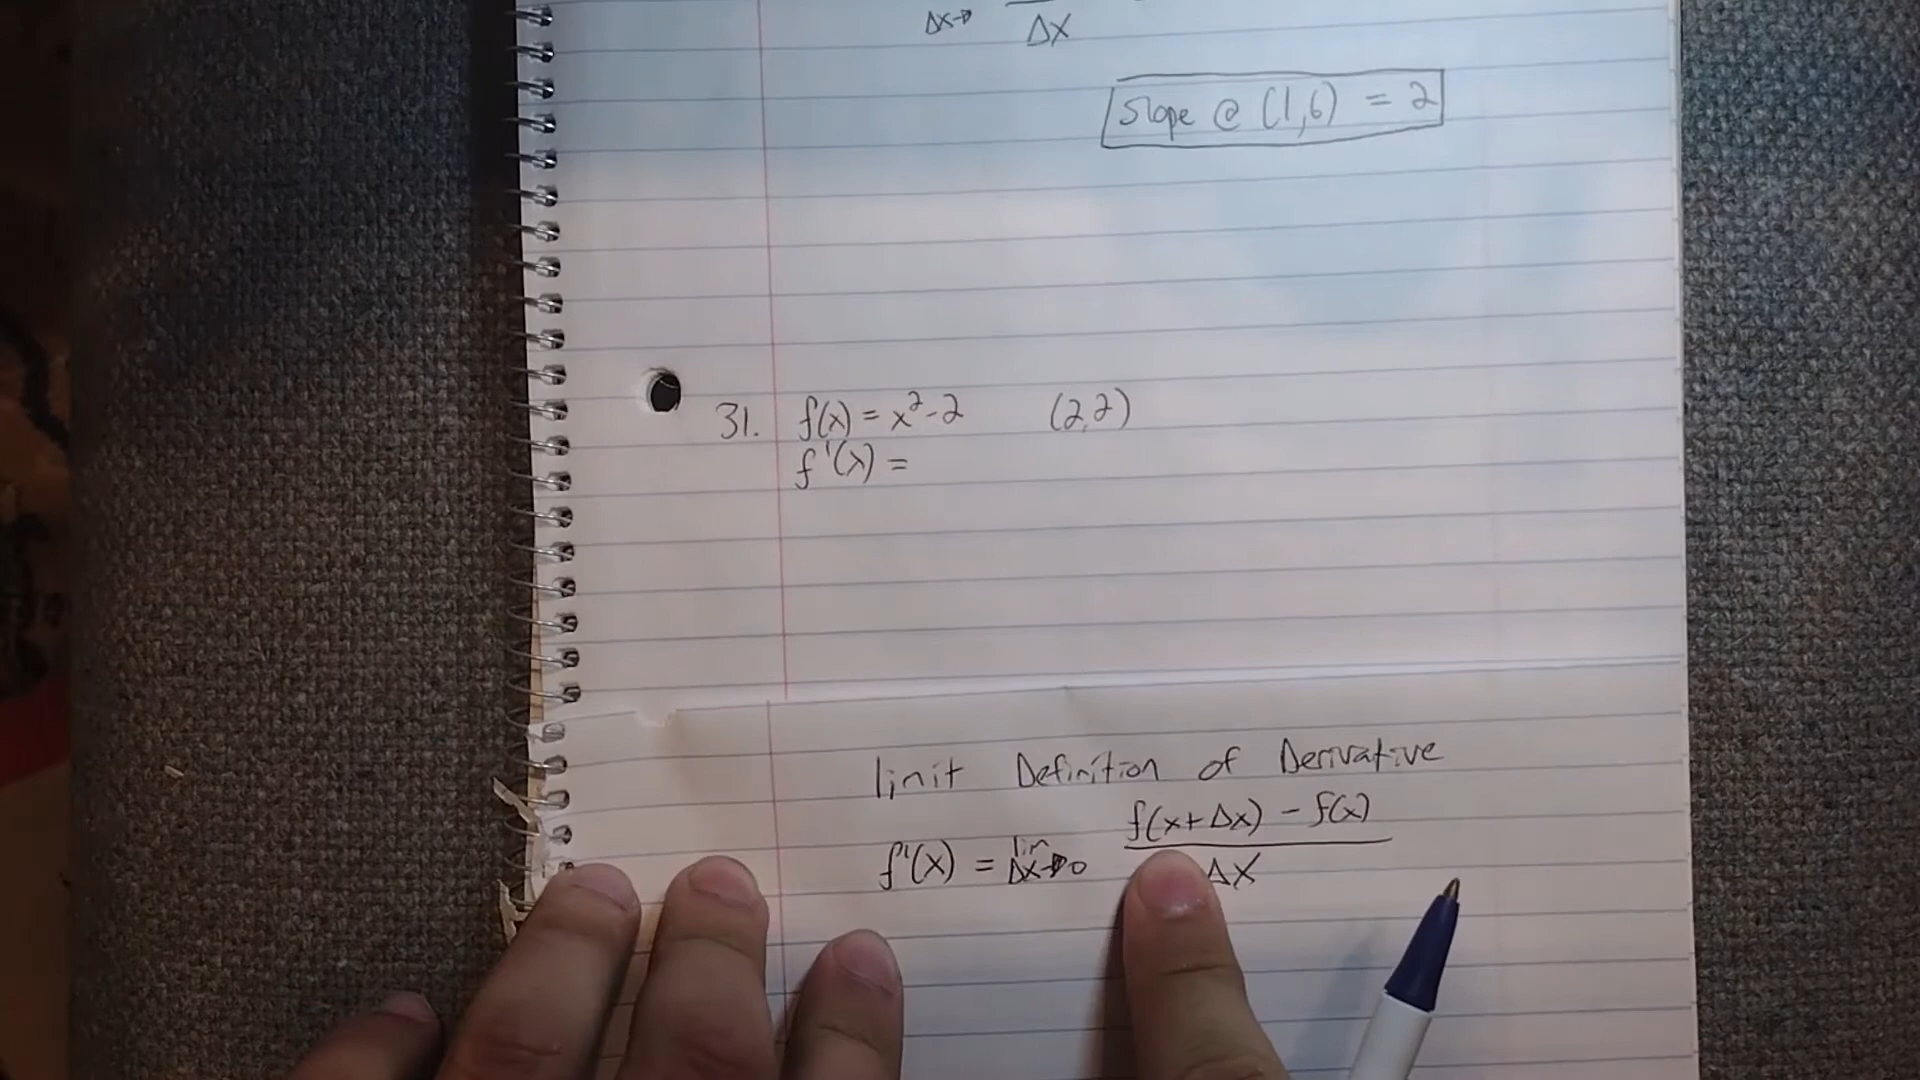 Δx→
Δx
Slope @ (1,6) = 2
31. f(x) = x²-2 (2,2)
f'(x) =
limit Definition of Derivative
f(x+Δx) - f(x)
f'(x) = lim
Δx→0 Δx